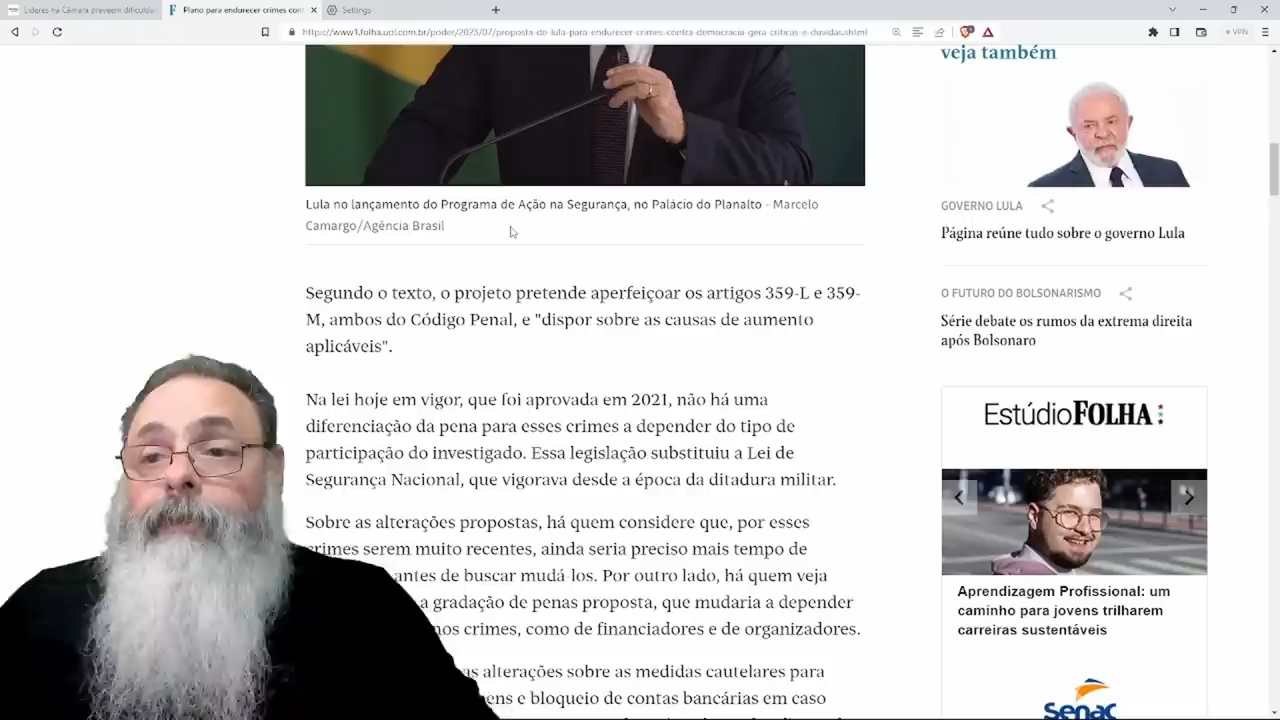 Lideres na Câmara preveem dificuldad
Plano para endurecer crimes con
Settings
https://www1.folha.uol.com.br/poder/2023/07/proposta-de-lula-para-endurecer-crimes-contra-democracia-gera-criticas-e-duvidas.shtml
VPN
veja também
Lula no lançamento do Programa de Ação na Segurança, no Palácio do Planalto - Marcelo
Camargo/Agência Brasil
GOVERNO LULA
Página reúne tudo sobre o governo Lula
Segundo o texto, o projeto pretende aperfeiçoar os artigos 359-L e 359-
M, ambos do Código Penal, e "dispor sobre as causas de aumento
aplicáveis".
O FUTURO DO BOLSONARISMO
Série debate os rumos da extrema direita
após Bolsonaro
Na lei hoje em vigor, que foi aprovada em 2021, não há uma
diferenciação da pena para esses crimes a depender do tipo de
participação do investigado. Essa legislação substituiu a Lei de
Segurança Nacional, que vigorava desde a época da ditadura militar.
Sobre as alterações propostas, há quem considere que, por esses
crimes serem muito recentes, ainda seria preciso mais tempo de
antes de buscar mudá-los. Por outro lado, há quem veja
a gradação de penas proposta, que mudaria a depender
nos crimes, como de financiadores e de organizadores.
alterações sobre as medidas cautelares para
e bloqueio de contas bancárias em caso
Estúdio FOLHA
Aprendizagem Profissional: um
caminho para jovens trilharem
carreiras sustentáveis
Senac